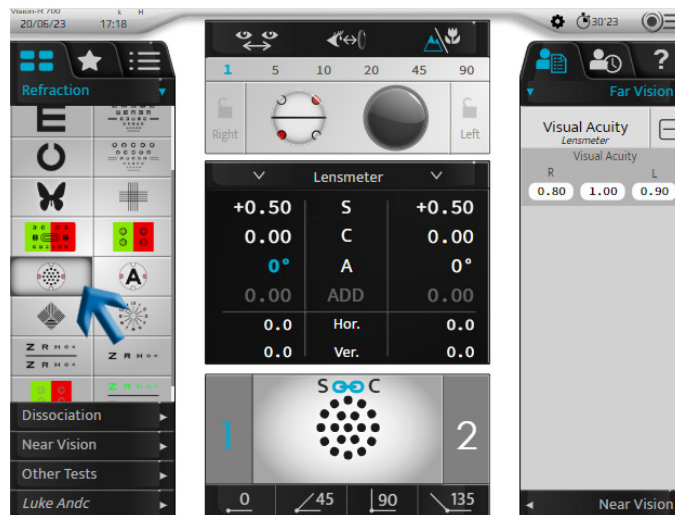 Vision-R 700 k H
20/06/23 17:18
30'23
Refraction
E
Z R H O N
Z R H O N
Z R H O N
A
Dissociation
Near Vision
Other Tests
Luke Andc
1 5 10 20 45 90
Right Left
Lensmeter
+0.50 S +0.50
0.00 C 0.00
0° A 0°
0.00 ADD 0.00
0.0 Hor. 0.0
0.0 Ver. 0.0
S C
1 2
0 45 90 135
?
Far Vision
Visual Acuity
Lensmeter
Visual Acuity
R L
0.80 1.00 0.90
Near Vision